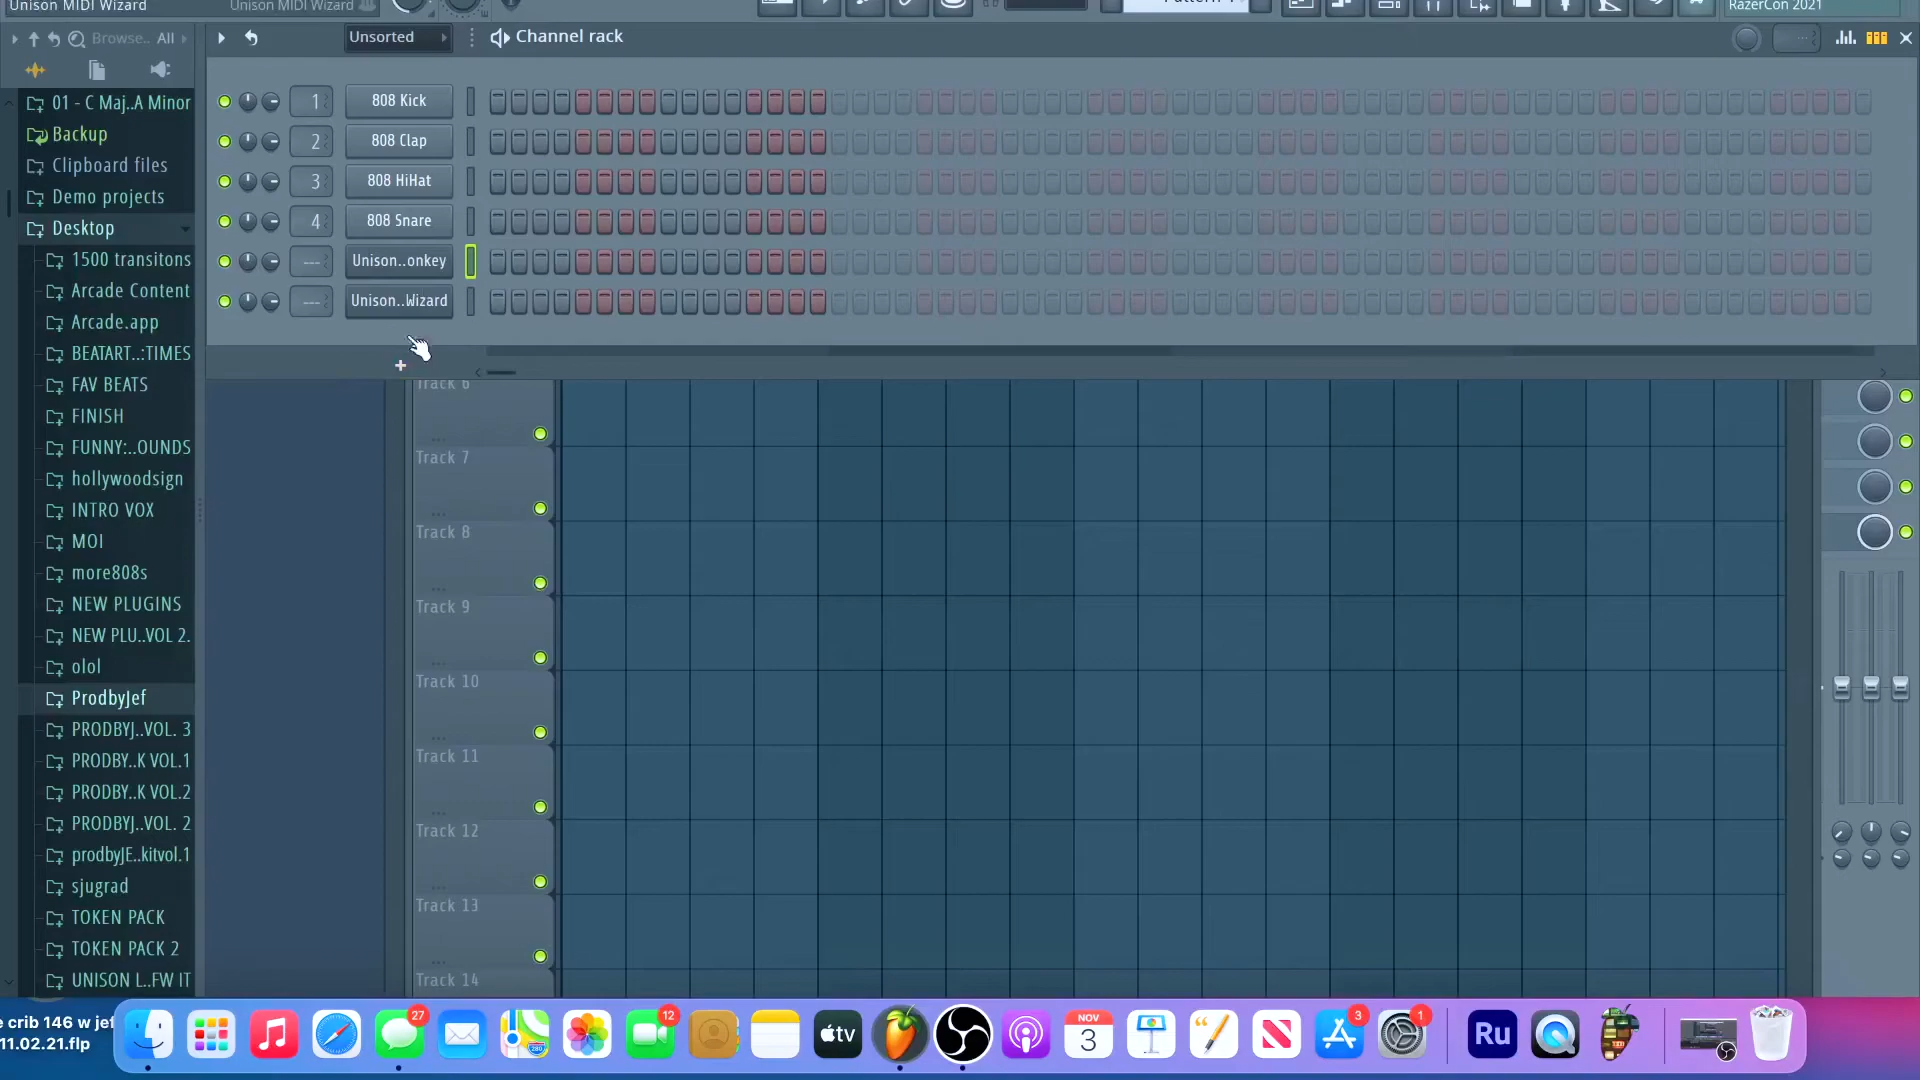 Unison MIDI Wizard
Unison MIDI Wizard
RazerCon 2021
Browse.. All
Unsorted
Channel rack
01 - C Maj..A Minor
Backup
Clipboard files
Demo projects
Desktop
1500 transitons
Arcade Content
Arcade.app
BEATART..:TIMES
FAV BEATS
FINISH
FUNNY:..OUNDS
hollywoodsign
INTRO VOX
MOI
more808s
NEW PLUGINS
NEW PLU..VOL 2.
olol
ProdbyJef
PRODBYJ..VOL. 3
PRODBY..K VOL.1
PRODBY..K VOL.2
PRODBYJ..VOL. 2
prodbyJE..kitvol.1
sjugrad
TOKEN PACK
TOKEN PACK 2
UNISON L..FW IT
1 808 Kick
2 808 Clap
3 808 HiHat
4 808 Snare
--- Unison..onkey
--- Unison..Wizard
+
Track 6
Track 7
Track 8
Track 9
Track 10
Track 11
Track 12
Track 13
Track 14
e crib 146 w jef
11.02.21.flp
27
12
280
tv
NOV
3
3
1
Ru